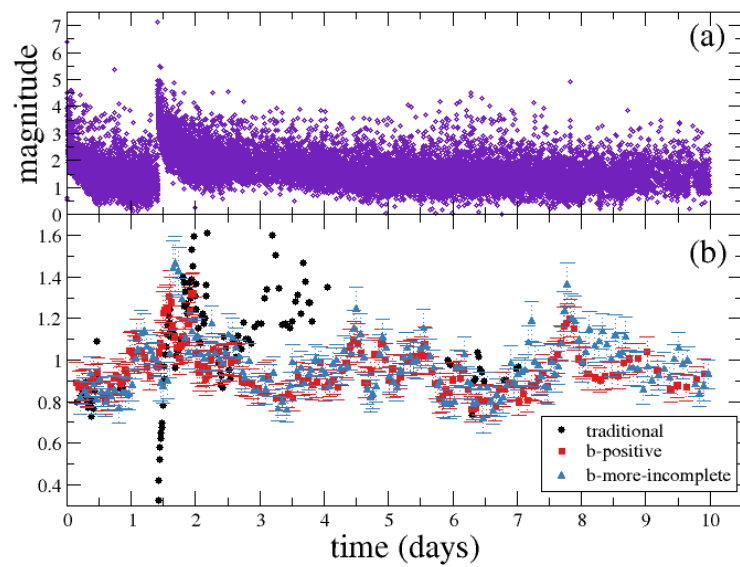 (a)
magnitude
7
6
5
4
3
2
1
0
(b)
1.6
1.4
1.2
1
0.8
0.6
0.4
traditional
b-positive
b-more-incomplete
0 1 2 3 4 5 6 7 8 9 10
time (days)